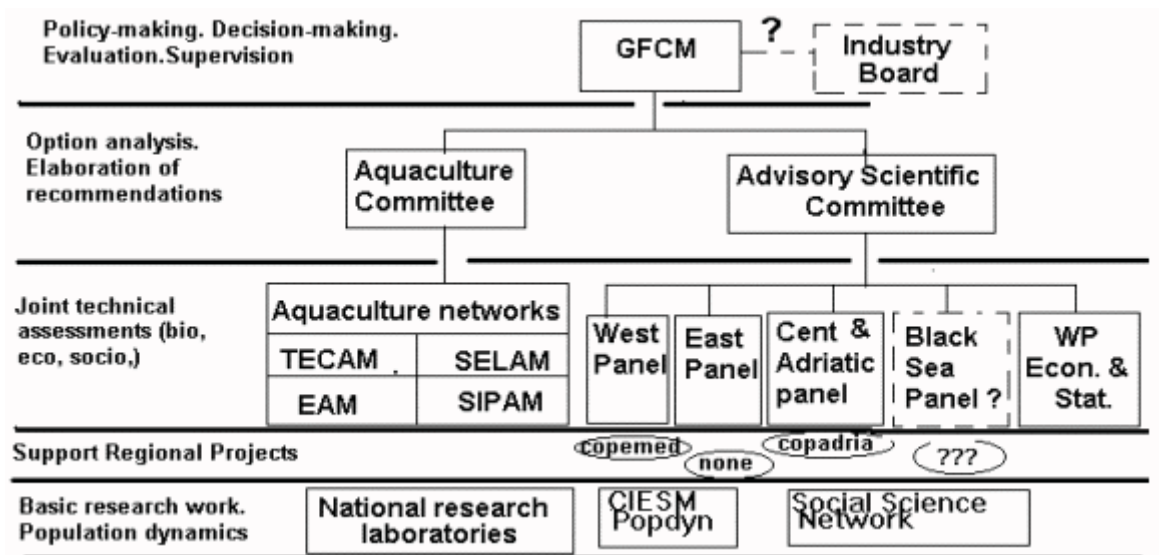 Policy-making. Decision-making.
Evaluation.Supervision
GFCM
?
Industry
Board
Option analysis.
Elaboration of
recommendations
Aquaculture
Committee
Advisory Scientific
Committee
Joint technical
assessments (bio,
eco, socio,)
Aquaculture networks
TECAM .
SELAM
EAM
SIPAM
West
Panel
East
Panel
Cent &
Adriatic
panel
Black
Sea
Panel ?
WP
Econ. &
Stat.
Support Regional Projects
copemed
none
copadria
???
Basic research work.
Population dynamics
National research
laboratories
CIESM
Popdyn
Social Science
Network